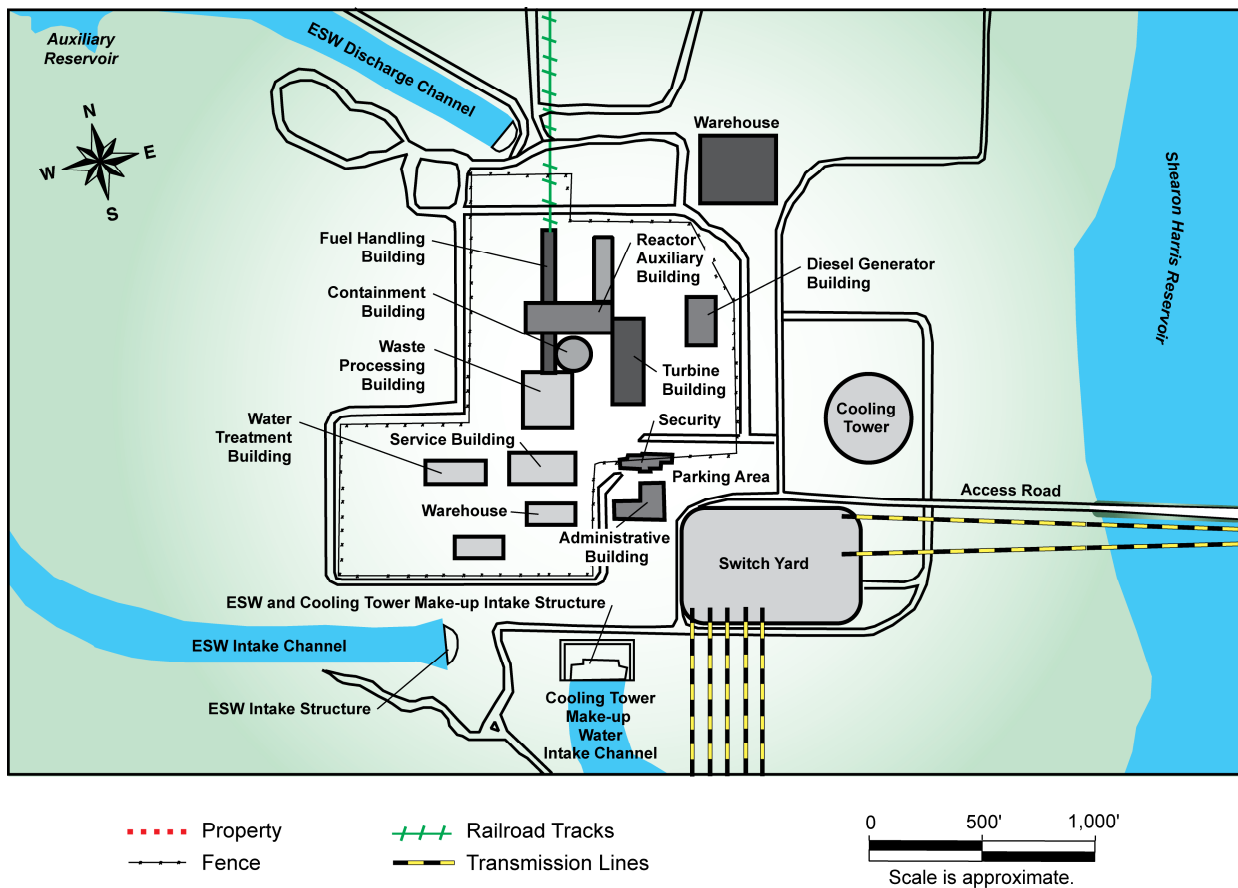 Auxiliary
Reservoir
ESW Discharge Channel
N
W
E
S
Warehouse
Shearon Harris Reservoir
Fuel Handling
Building
Reactor
Auxiliary
Building
Diesel Generator
Building
Containment
Building
Waste
Processing
Building
Turbine
Building
Cooling
Tower
Water
Treatment
Building
Service Building
Security
Parking Area
Access Road
Warehouse
Administrative
Building
Switch Yard
ESW and Cooling Tower Make-up Intake Structure
ESW Intake Channel
ESW Intake Structure
Cooling Tower
Make-up
Water
Intake Channel
Property
Railroad Tracks
Fence
Transmission Lines
0 500' 1,000'
Scale is approximate.